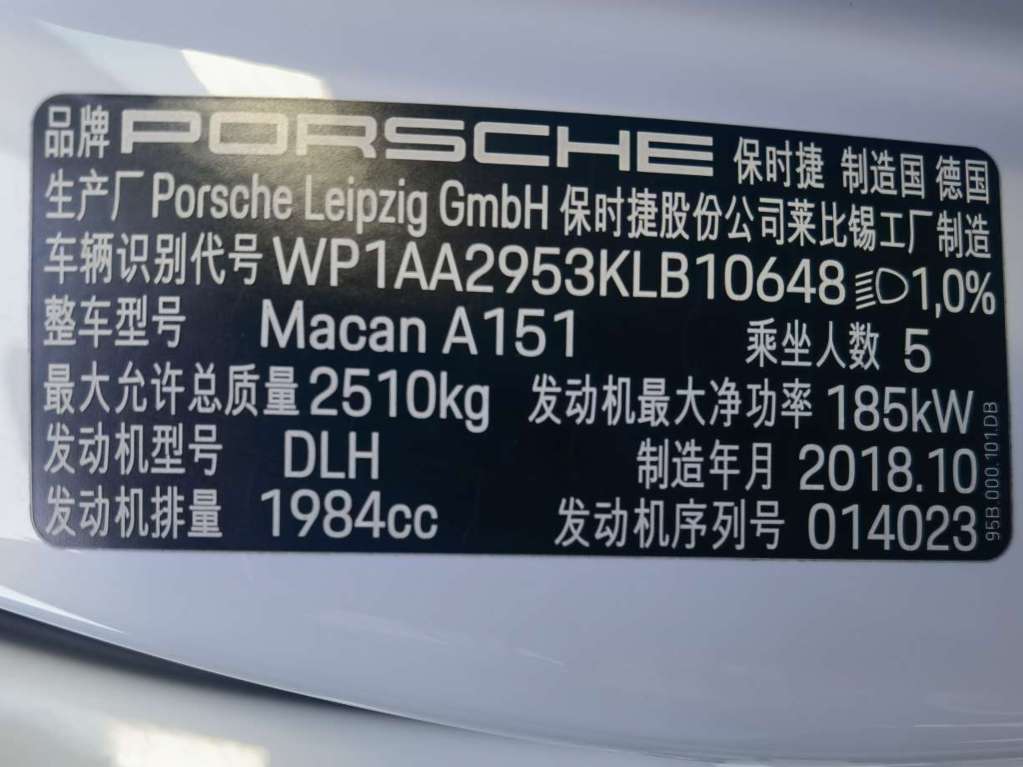 品牌 PORSCHE 保时捷 制造国 德国
生产厂 Porsche Leipzig GmbH 保时捷股份公司莱比锡工厂制造
车辆识别代号 WP1AA2953KLB10648 1,0%
整车型号 Macan A151 乘坐人数 5
最大允许总质量 2510kg 发动机最大净功率 185kW
发动机型号 DLH 制造年月 2018.10
发动机排量 1984cc 发动机序列号 014023
95B.000.101.DB